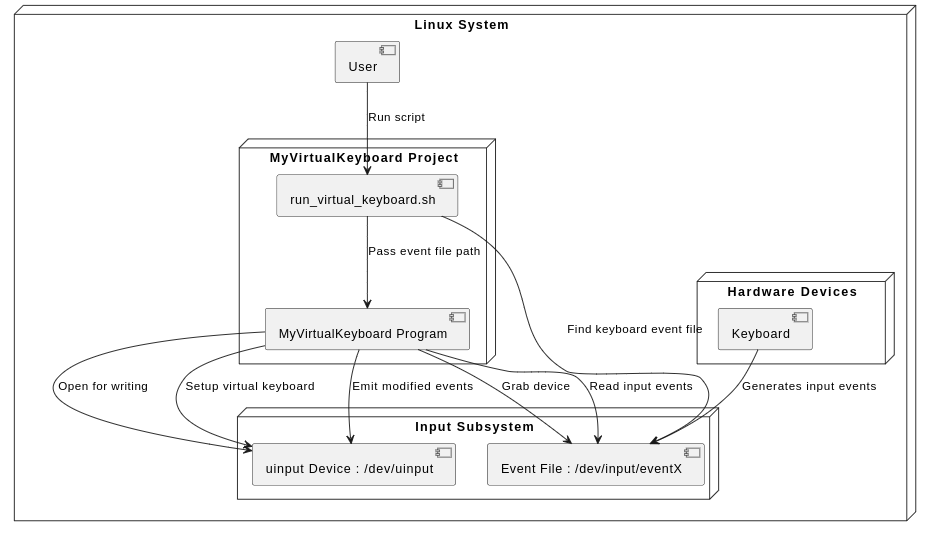 Linux System
User
Run script
MyVirtualKeyboard Project
run_virtual_keyboard.sh
Pass event file path
Hardware Devices
Find keyboard event file
MyVirtualKeyboard Program
Keyboard
Open for writing
Setup virtual keyboard
Emit modified events
Grab device
Read input events
Generates input events
Input Subsystem
uinput Device : /dev/uinput
Event File : /dev/input/eventX